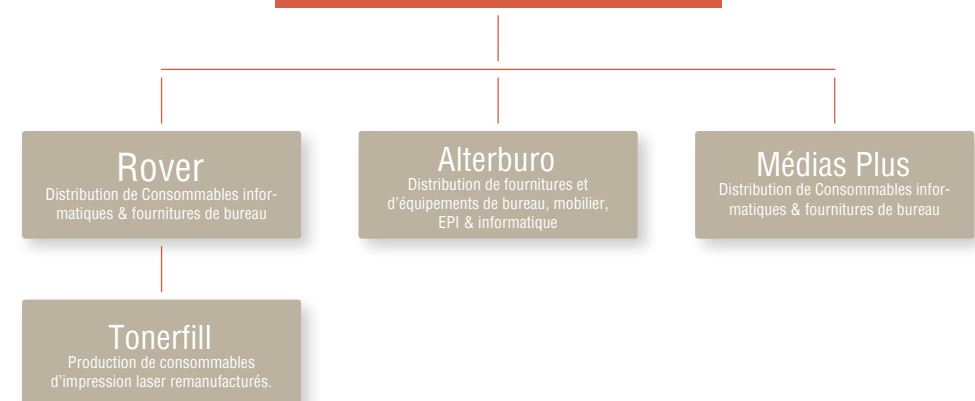 Rover
Distribution de Consommables infor-
matiques & fournitures de bureau
Alterburo
Distribution de fournitures et
d'équipements de bureau, mobilier,
EPI & informatique
Médias Plus
Distribution de Consommables infor-
matiques & fournitures de bureau
Tonerfill
Production de consommables
d'impression laser remanufacturés.